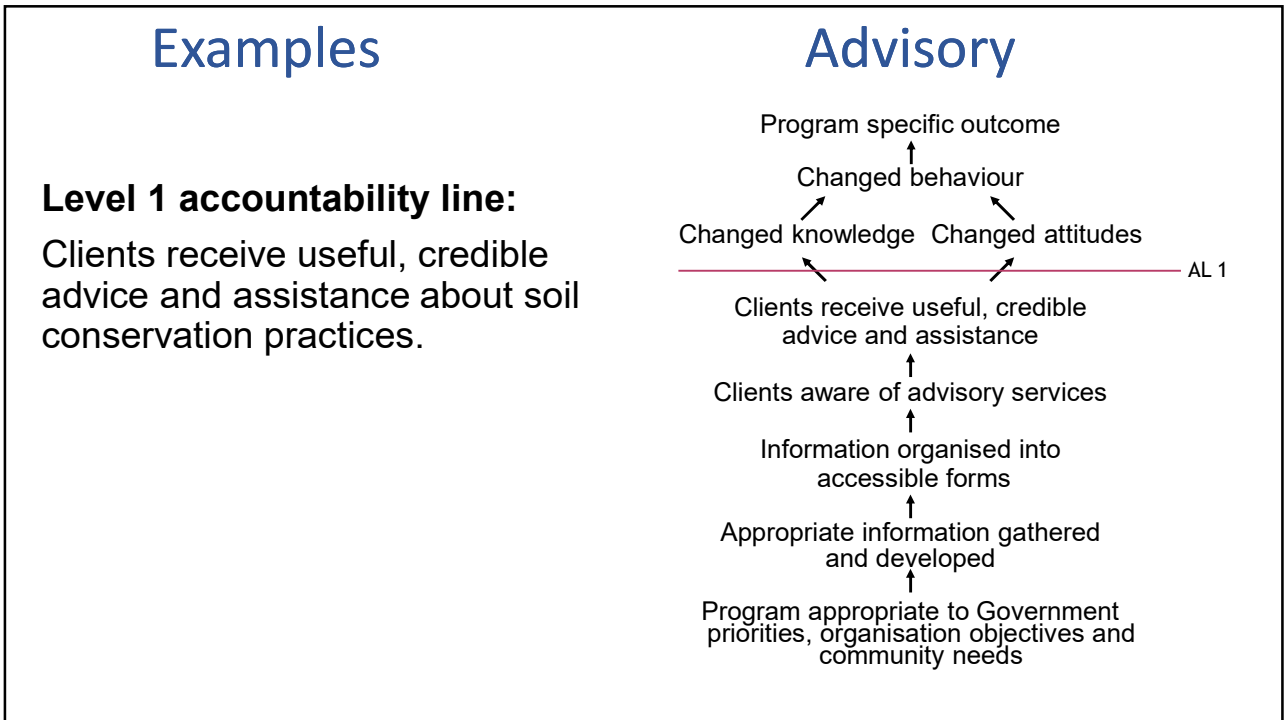 Examples
Level 1 accountability line:
Clients receive useful, credible
advice and assistance about soil
conservation practices.
Advisory
Program specific outcome
Changed behaviour
Changed knowledge Changed attitudes
AL 1
Clients receive useful, credible
advice and assistance
Clients aware of advisory services
Information organised into
accessible forms
Appropriate information gathered
and developed
Program appropriate to Government
priorities, organisation objectives and
community needs